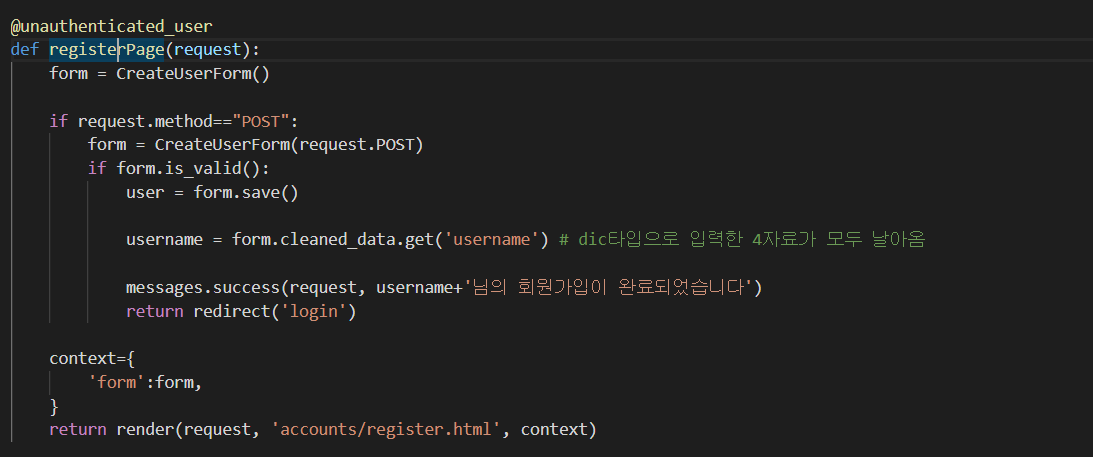 @unauthenticated_user
def registerPage(request):
    form = CreateUserForm()
    if request.method=="POST":
        form = CreateUserForm(request.POST)
        if form.is_valid():
            user = form.save()
            username = form.cleaned_data.get('username') # dic타입으로 입력한 4자료가 모두 날아옴
            messages.success(request, username+'님의 회원가입이 완료되었습니다')
            return redirect('login')
    context={
        'form':form,
    }
    return render(request, 'accounts/register.html', context)